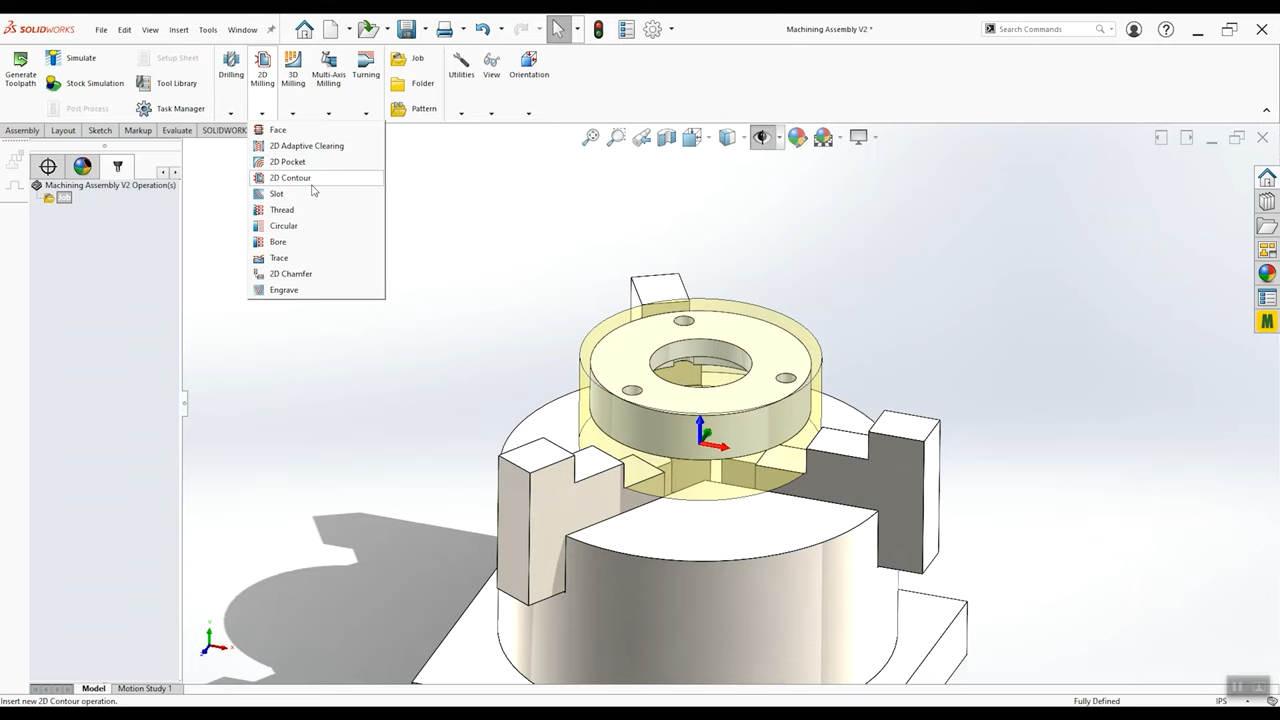 SOLIDWORKS File Edit View Insert Tools Window Machining Assembly V2 * Search Commands
Generate Toolpath
Simulate Setup Sheet
Stock Simulation Tool Library
Post Process Task Manager
Drilling
2D Milling
3D Milling
Multi-Axis Milling
Turning
Job
Folder
Pattern
Utilities
View
Orientation
Assembly Layout Sketch Markup Evaluate SOLIDWORK
Face
2D Adaptive Clearing
2D Pocket
2D Contour
Slot
Thread
Circular
Bore
Trace
2D Chamfer
Engrave
Machining Assembly V2 Operation(s)
Job
M
Y
X
Z
Model Motion Study 1
Insert new 2D Contour operation. Fully Defined IPS